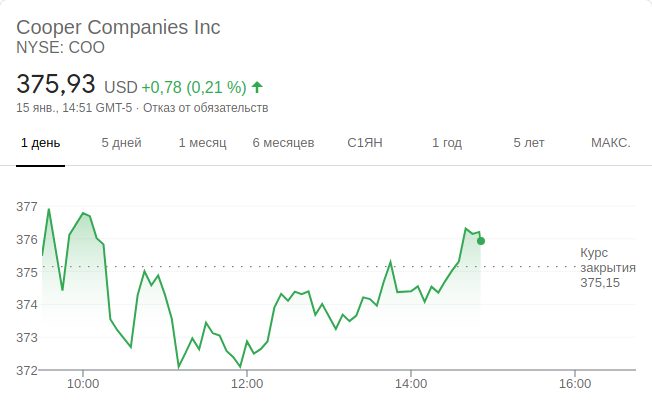 Cooper Companies Inc
NYSE: COO
375,93 USD +0,78 (0,21 %)
15 янв., 14:51 GMT-5 · Отказ от обязательств
1 день 5 дней 1 месяц 6 месяцев С1ЯН 1 год 5 лет МАКС.
377
376
375
374
373
372
Курс
закрытия
375,15
10:00 12:00 14:00 16:00